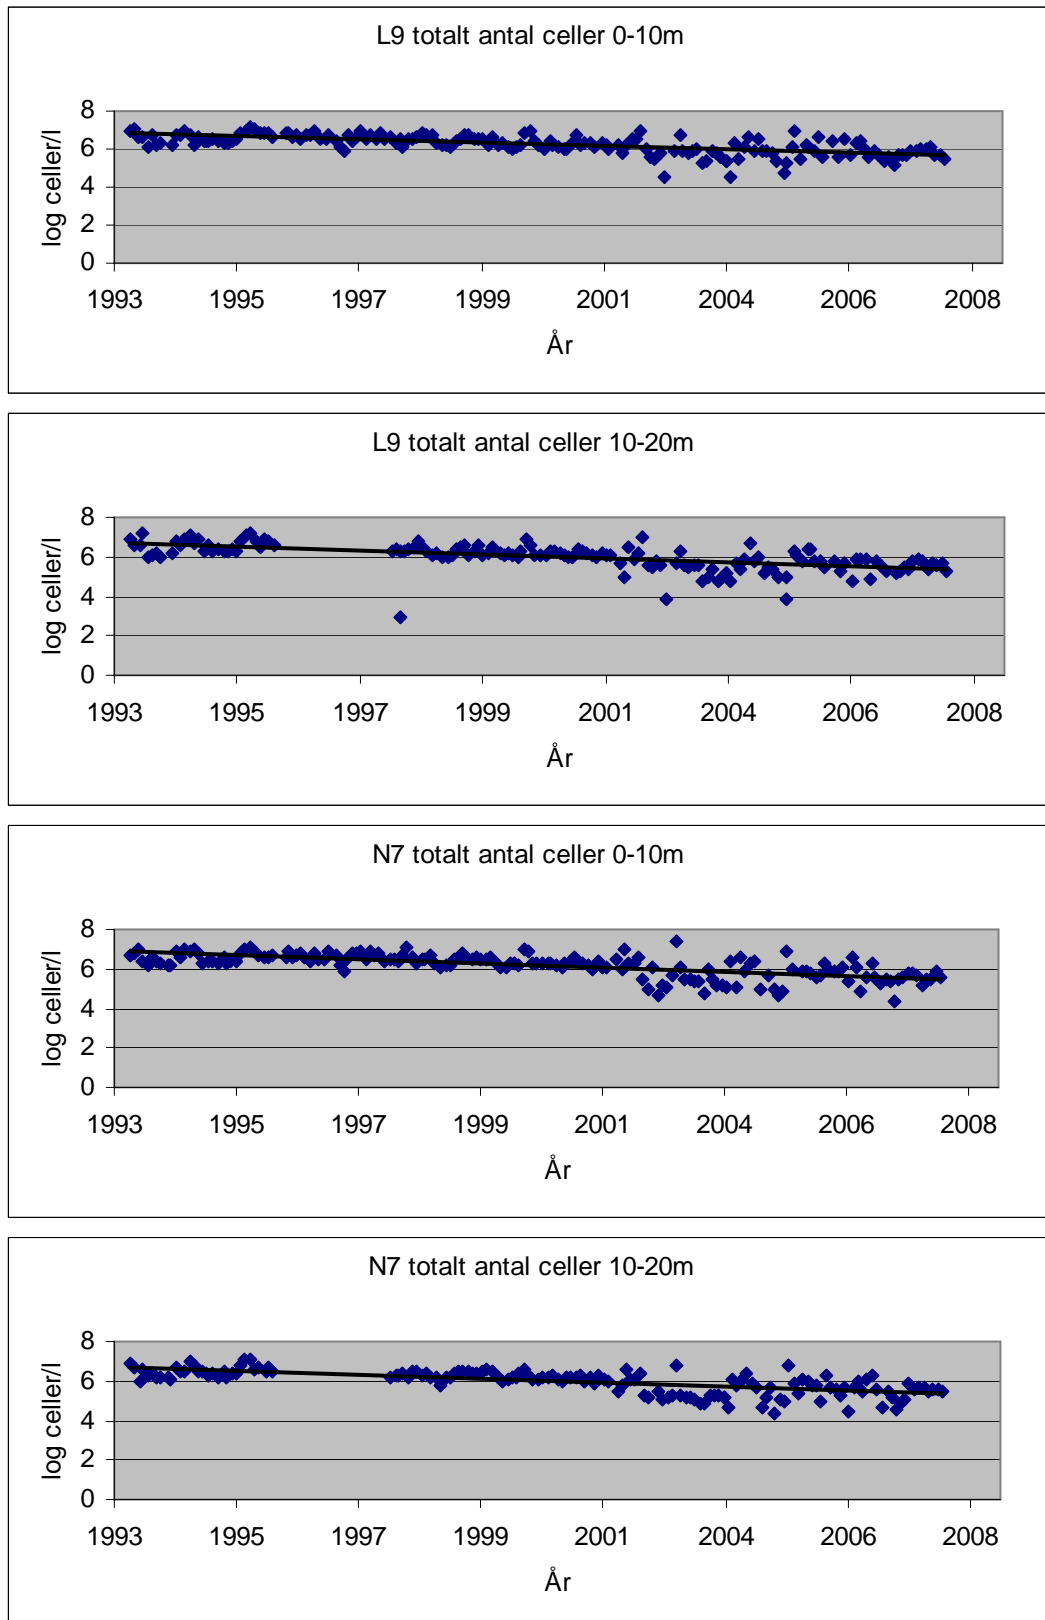 L9 totalt antal celler 0-10m
log celler/l
8
6
4
2
0
1993 1995 1997 1999 2001 2004 2006 2008
År
L9 totalt antal celler 10-20m
log celler/l
8
6
4
2
0
1993 1995 1997 1999 2001 2004 2006 2008
År
N7 totalt antal celler 0-10m
log celler/l
8
6
4
2
0
1993 1995 1997 1999 2001 2004 2006 2008
År
N7 totalt antal celler 10-20m
log celler/l
8
6
4
2
0
1993 1995 1997 1999 2001 2004 2006 2008
År